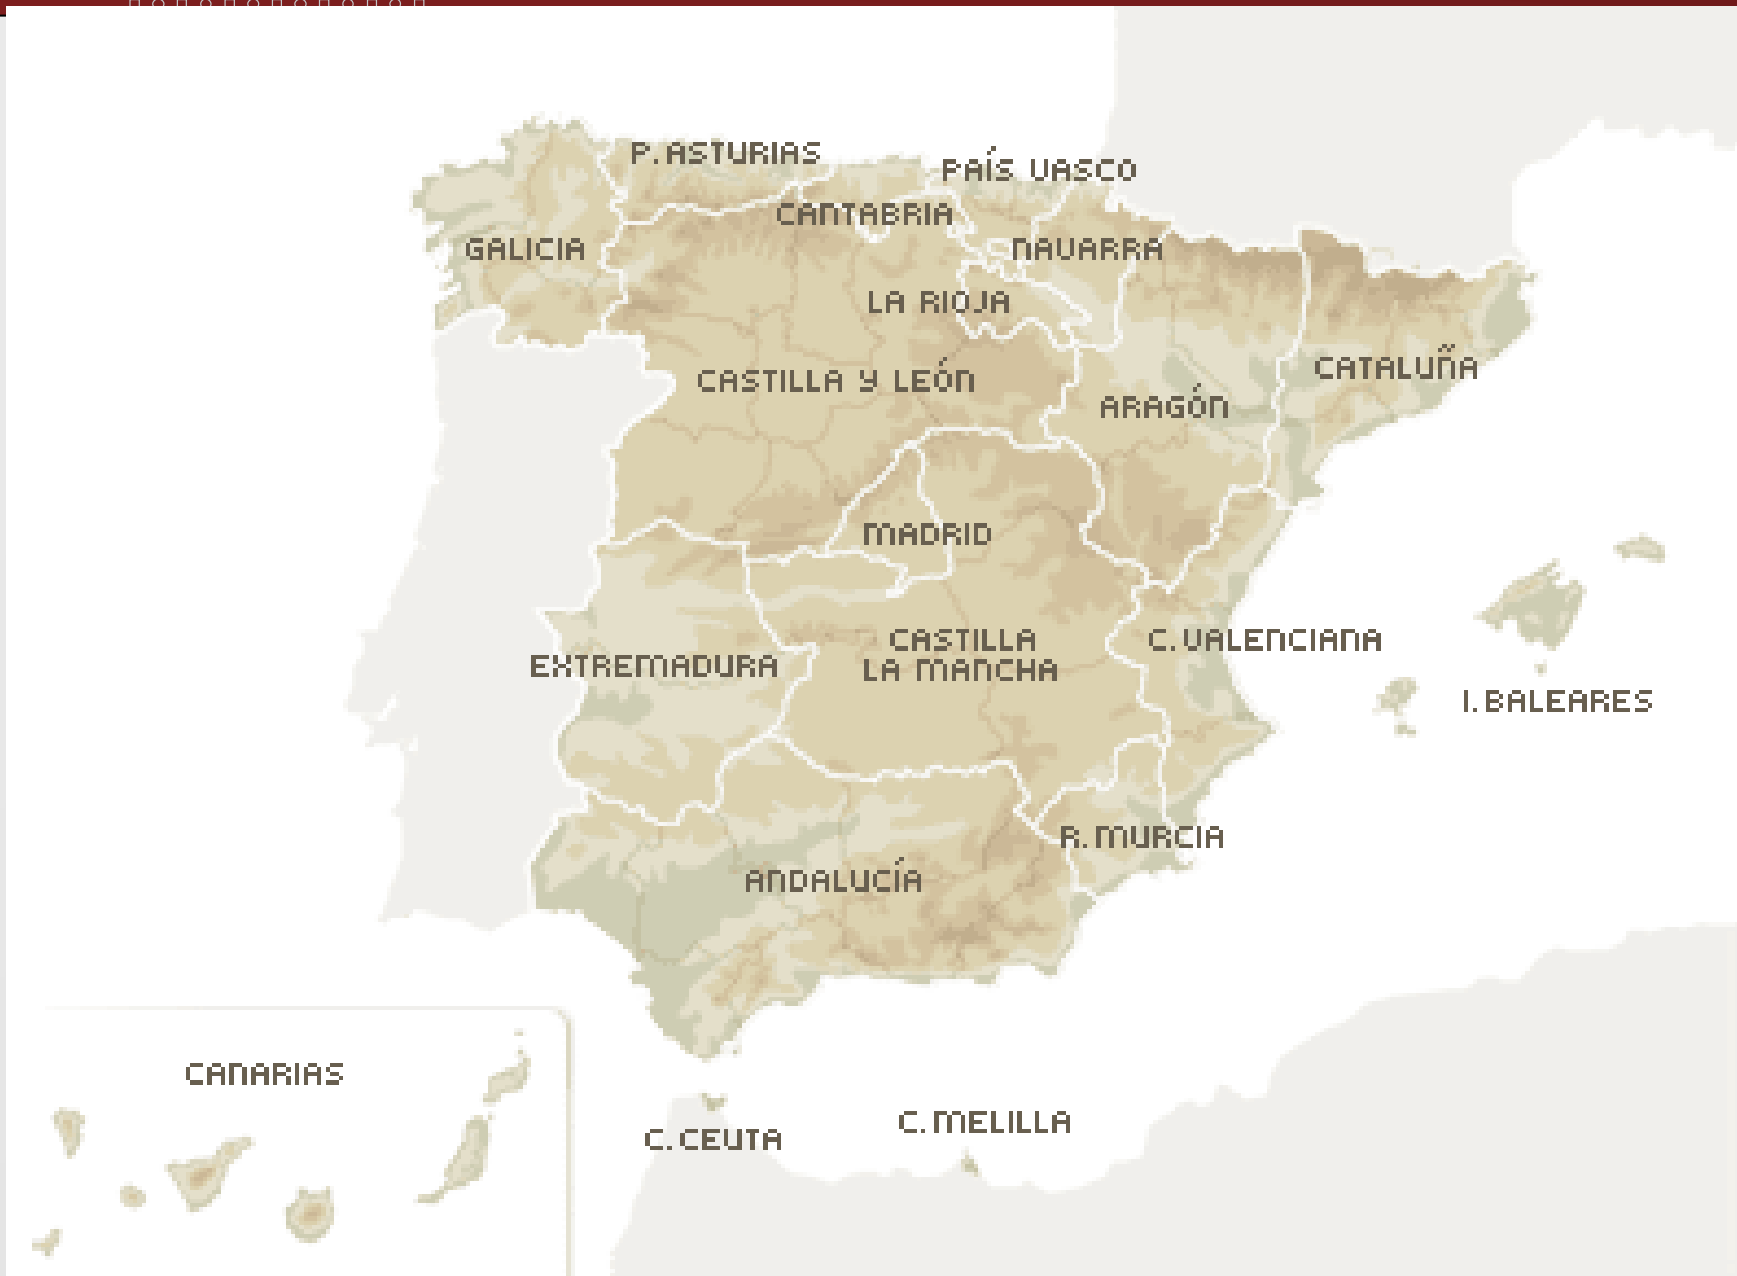 P. ASTURIAS
PAÍS VASCO
CANTABRIA
GALICIA
NAVARRA
LA RIOJA
CATALUÑA
CASTILLA Y LEÓN
ARAGÓN
MADRID
CASTILLA
LA MANCHA
C. VALENCIANA
EXTREMADURA
I. BALEARES
R. MURCIA
ANDALUCÍA
CANARIAS
C. MELILLA
C. CEUTA